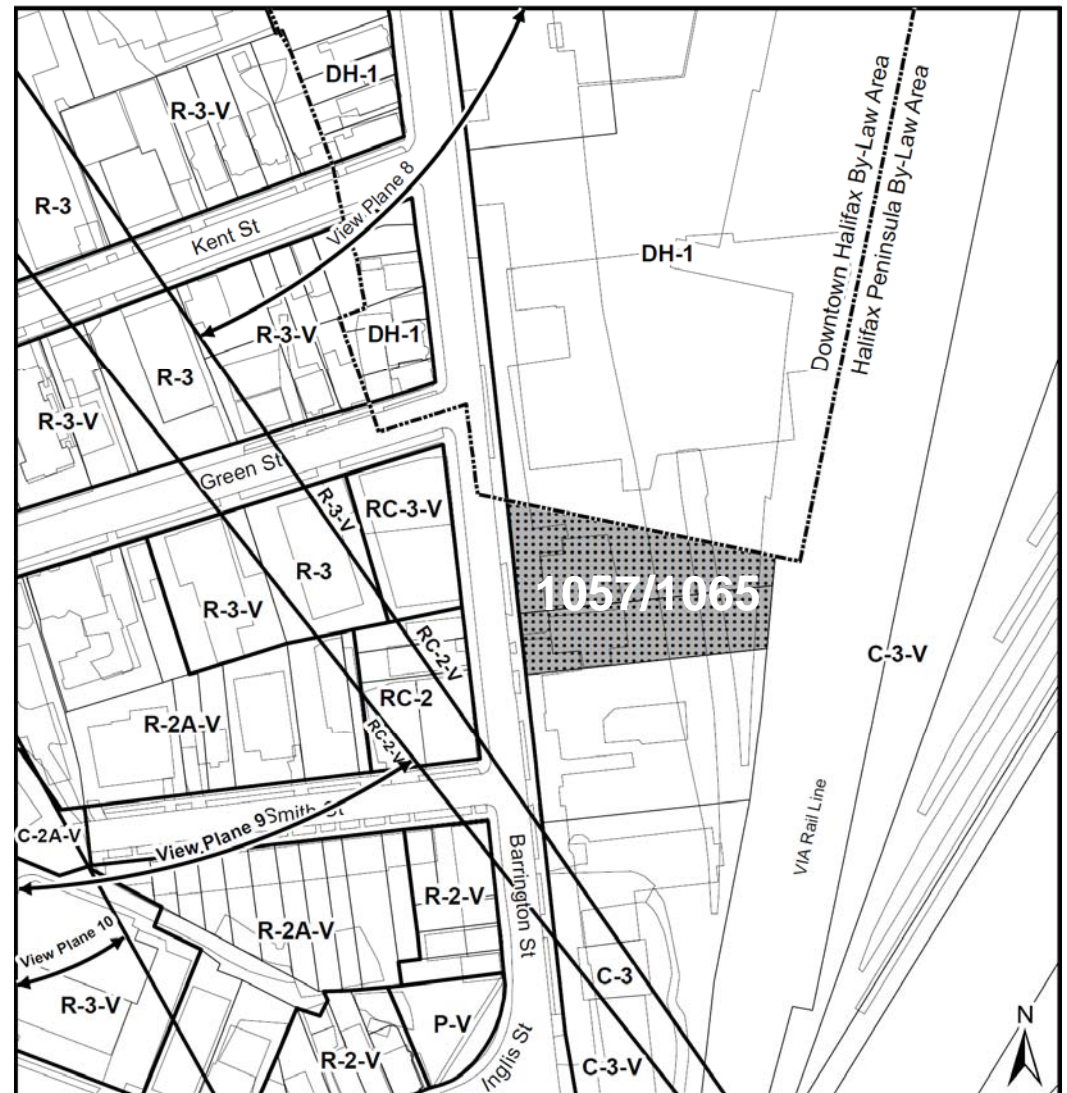 DH-1
R-3-V
R-3
Kent St
View Plane 8
DH-1
Downtown Halifax By-Law Area
Halifax Peninsula By-Law Area
R-3-V
DH-1
R-3
R-3-V
Green St
R-3-V
RC-3-V
R-3
R-3-V
1057/1065
RC-2-V
C-3-V
RC-2
R-2A-V
RC-2-V
Smith St
View Plane 9
C-2A-V
VIA Rail Line
Barrington St
R-2-V
R-2A-V
View Plane 10
C-3
R-3-V
P-V
N
R-2-V
Inglis St
C-3-V